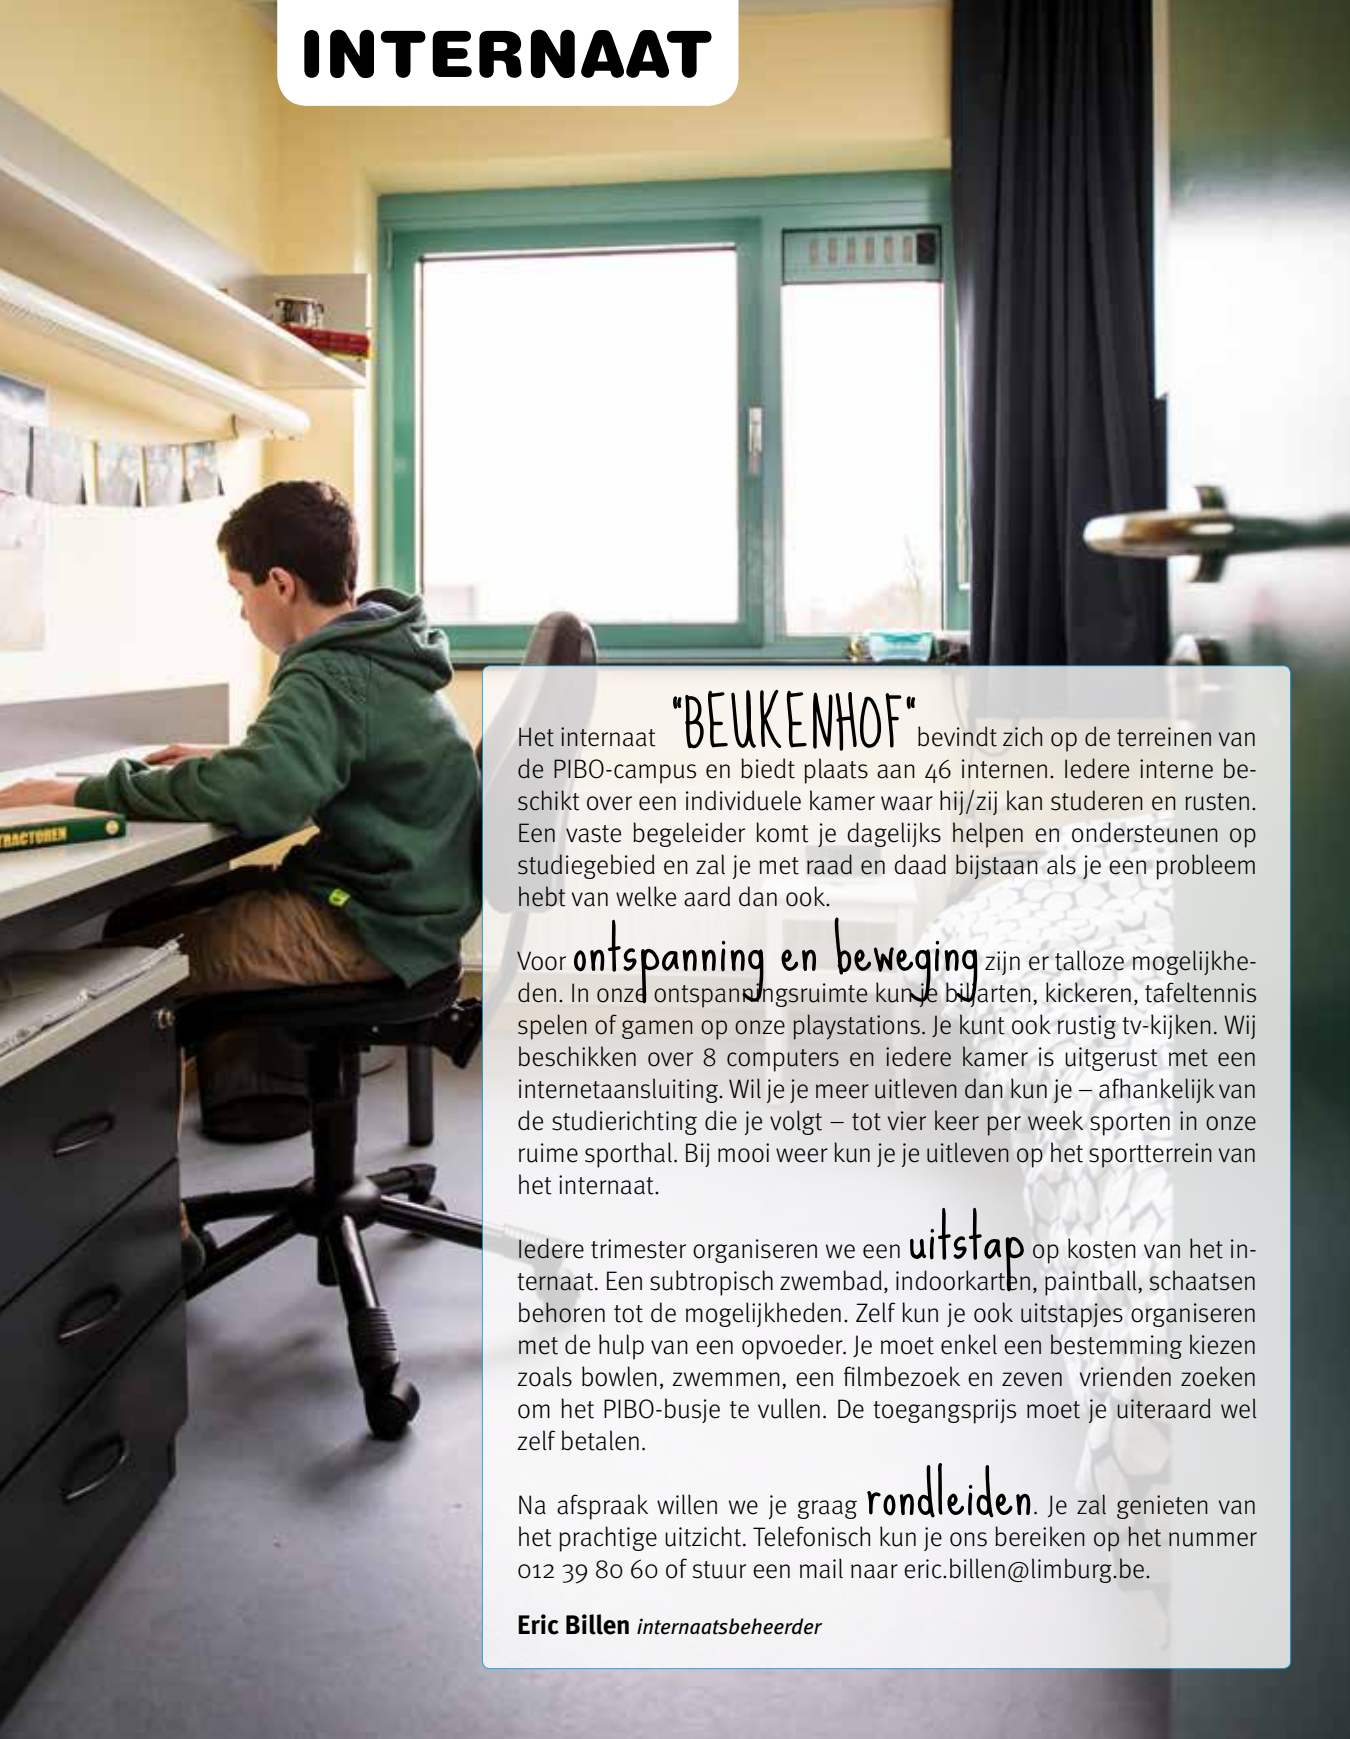 INTERNAAT
TRACTOREN
Het internaat "BEUKENHOF" bevindt zich op de terreinen van
de PIBO-campus en biedt plaats aan 46 internen. Iedere interne be-
schikt over een individuele kamer waar hij/zij kan studeren en rusten.
Een vaste begeleider komt je dagelijks helpen en ondersteunen op
studiegebied en zal je met raad en daad bijstaan als je een probleem
hebt van welke aard dan ook.
Voor ontspanning en beweging zijn er talloze mogelijkhe-
den. In onze ontspanningsruimte kun je biljarten, kickeren, tafeltennis
spelen of gamen op onze playstations. Je kunt ook rustig tv-kijken. Wij
beschikken over 8 computers en iedere kamer is uitgerust met een
internetaansluiting. Wil je je meer uitleven dan kun je – afhankelijk van
de studierichting die je volgt – tot vier keer per week sporten in onze
ruime sporthal. Bij mooi weer kun je je uitleven op het sportterrein van
het internaat.
Iedere trimester organiseren we een uitstap op kosten van het in-
ternaat. Een subtropisch zwembad, indoorkarten, paintball, schaatsen
behoren tot de mogelijkheden. Zelf kun je ook uitstapjes organiseren
met de hulp van een opvoeder. Je moet enkel een bestemming kiezen
zoals bowlen, zwemmen, een filmbezoek en zeven vrienden zoeken
om het PIBO-busje te vullen. De toegangsprijs moet je uiteraard wel
zelf betalen.
Na afspraak willen we je graag rondleiden. Je zal genieten van
het prachtige uitzicht. Telefonisch kun je ons bereiken op het nummer
012 39 80 60 of stuur een mail naar eric.billen@limburg.be.
Eric Billen internaatsbeheerder